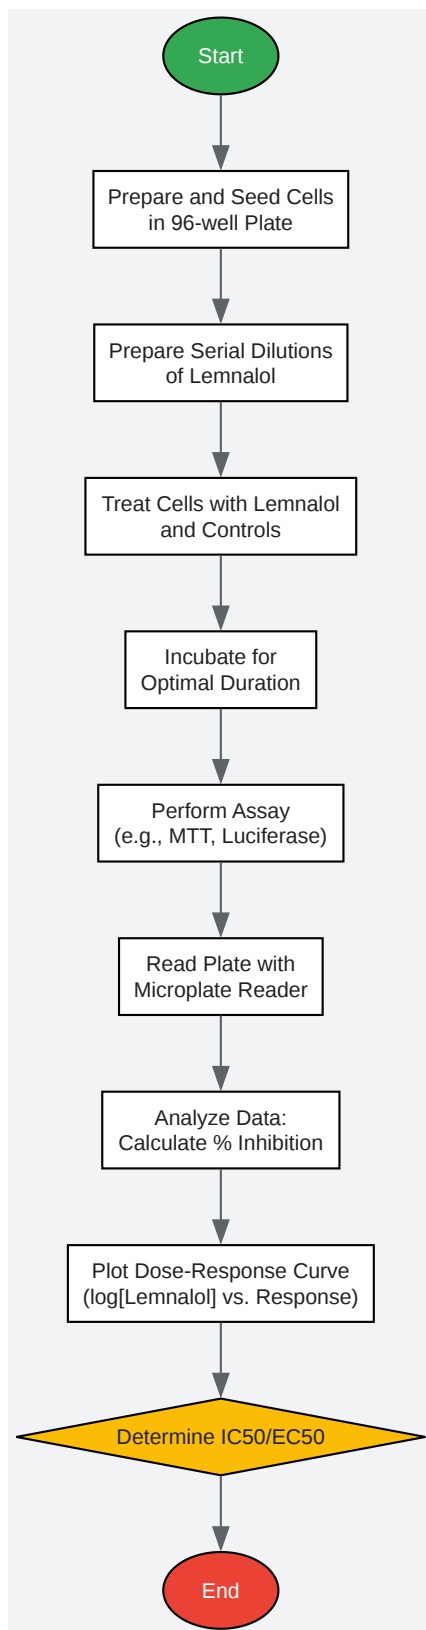 Start
Prepare and Seed Cells
in 96-well Plate
Prepare Serial Dilutions
of Lemnalol
Treat Cells with Lemnalol
and Controls
Incubate for
Optimal Duration
Perform Assay
(e.g., MTT, Luciferase)
Read Plate with
Microplate Reader
Analyze Data:
Calculate % Inhibition
Plot Dose-Response Curve
(log[Lemnalol] vs. Response)
Determine IC50/EC50
End